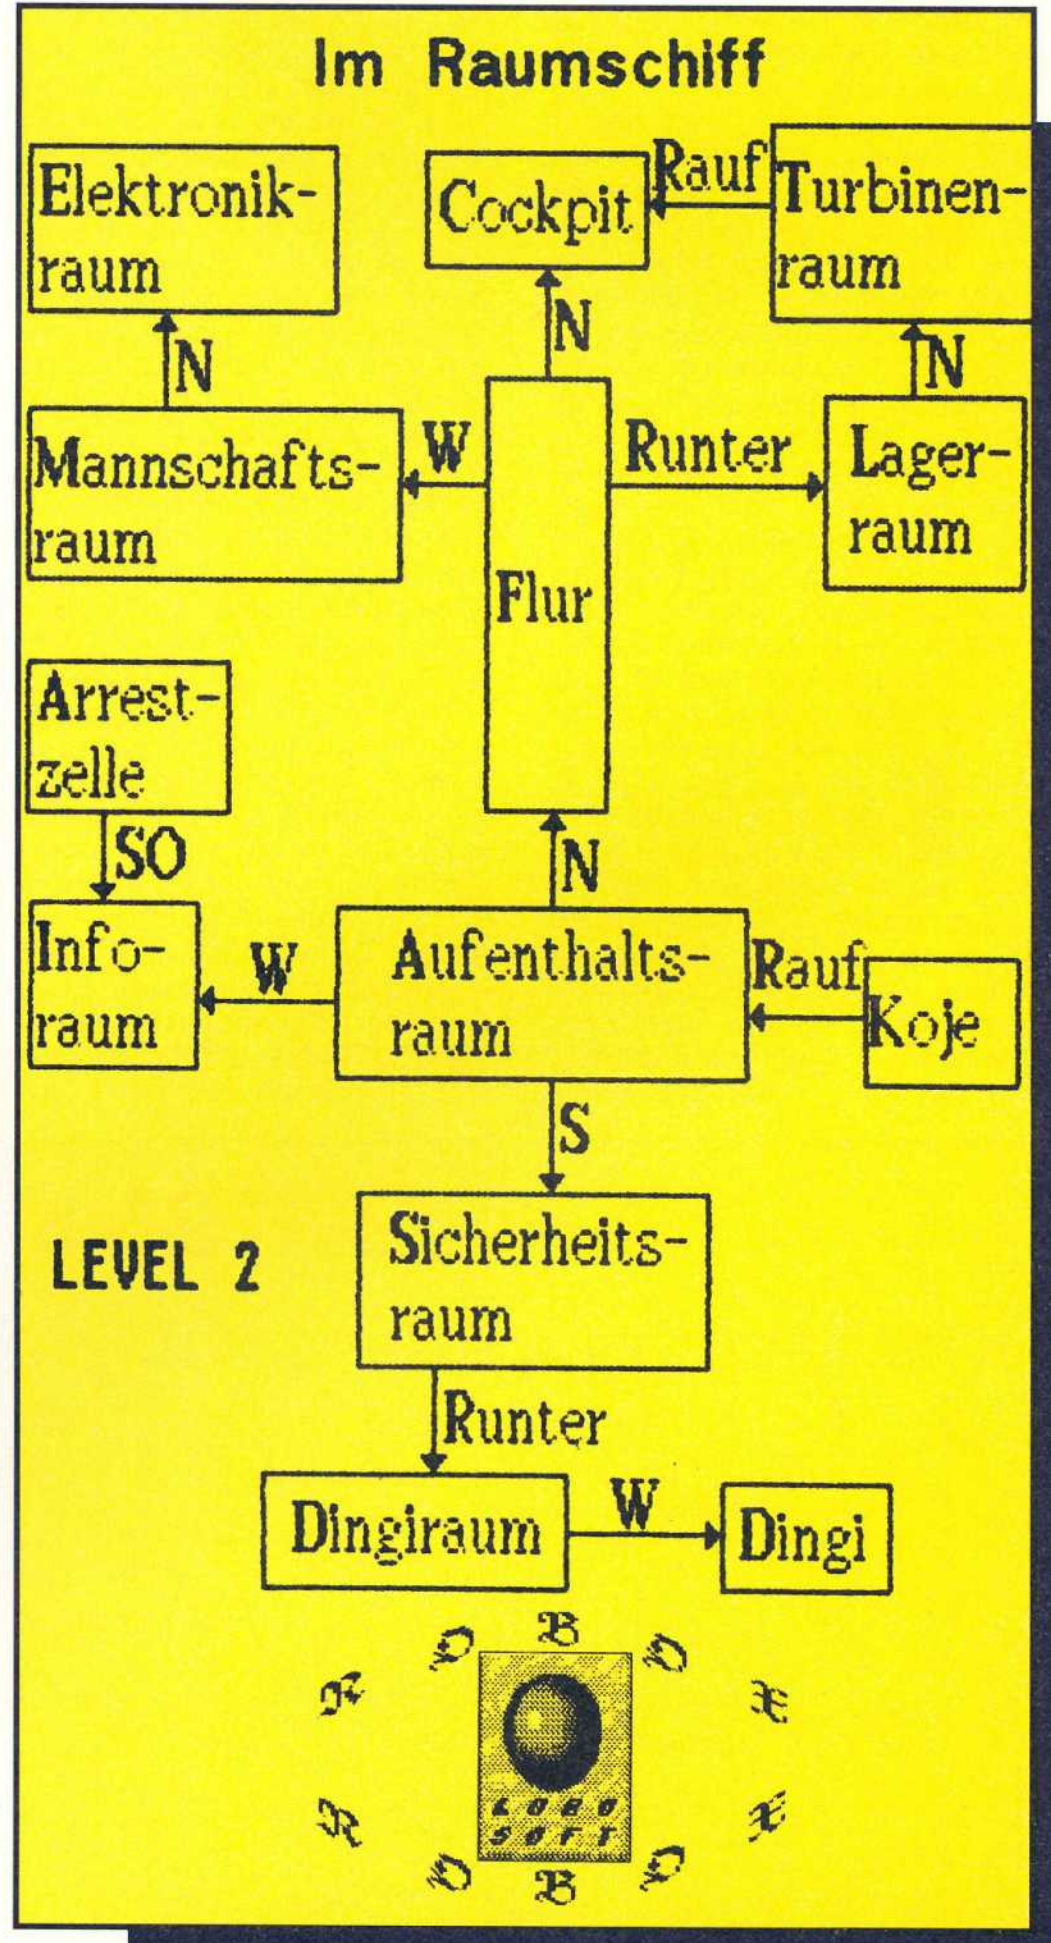 Im Raumschiff
Elektronik-
raum
Cockpit
Rauf
Turbinen-
raum
N
N
N
Mannschafts-
raum
W
Flur
Runter
Lager-
raum
Arrest-
zelle
SO
N
Info-
raum
W
Aufenthalts-
raum
Rauf
Koje
S
Sicherheits-
raum
LEVEL 2
Runter
Dingiraum
W
Dingi
LOBO
SOFT